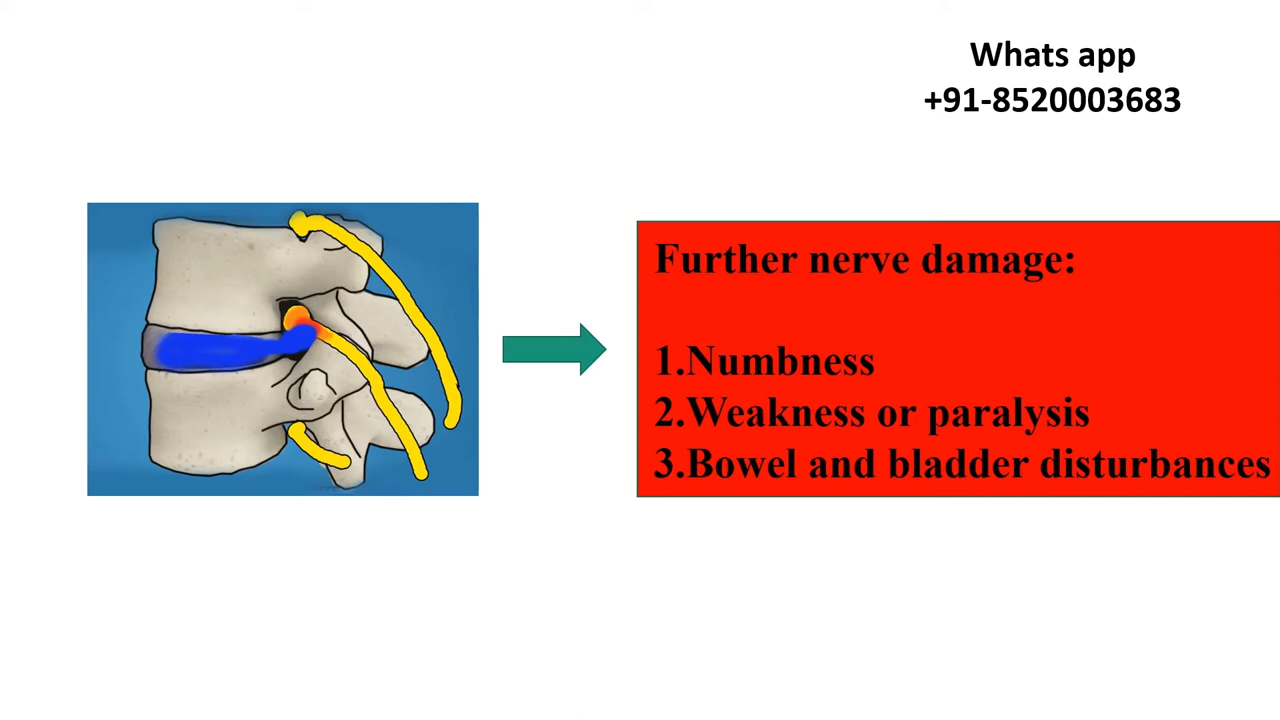 Whats app
+91-8520003683
Further nerve damage:
1.Numbness
2.Weakness or paralysis
3.Bowel and bladder disturbances